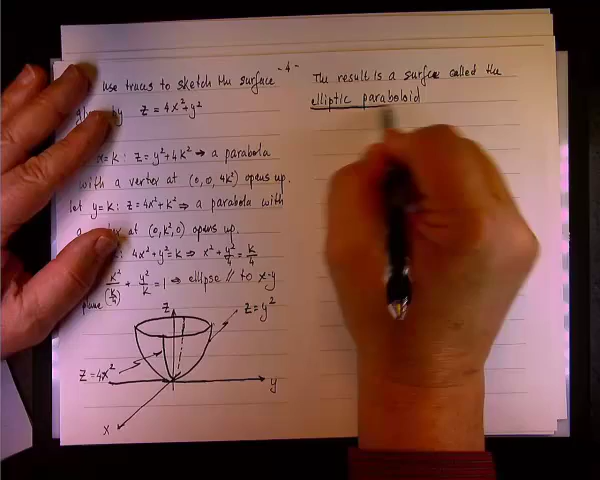 use traces to sketch the surface
by z = 4x²+y²
x=k: z = y²+4k² ⇒ a parabola
with a vertex at (0,0,4k²) opens up.
let y=k: z=4x²+k² ⇒ a parabola with
a vertex at (0,k²,0) opens up.
: 4x²+y²=k ⇒ x²+y²/4=k/4
x²/(k/4) + y²/k = 1 ⇒ ellipse // to x-y
plane
z
z=y²
z=4x²
y
x
-4-
The result is a surface called the
elliptic paraboloid